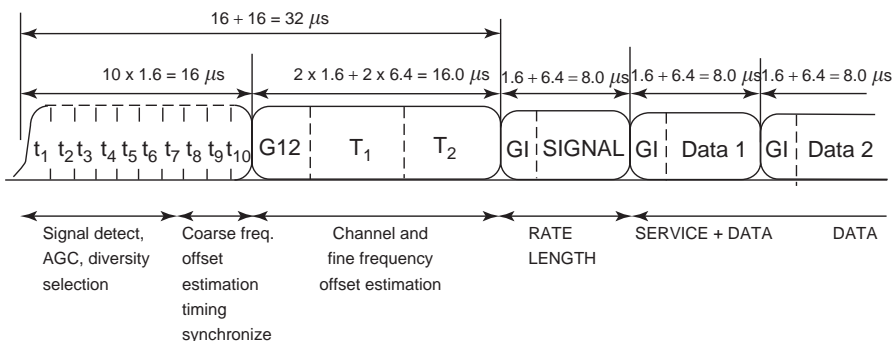 16 + 16 = 32 μs
10 x 1.6 = 16 μs
2 x 1.6 + 2 x 6.4 = 16.0 μs
1.6 + 6.4 = 8.0 μs
1.6 + 6.4 = 8.0 μs
1.6 + 6.4 = 8.0 μs
t1 t2 t3 t4 t5 t6 t7 t8 t9 t10
G12 T1 T2
GI SIGNAL
GI Data 1
GI Data 2
Signal detect,
AGC, diversity
selection
Coarse freq.
offset
estimation
timing
synchronize
Channel and
fine frequency
offset estimation
RATE
LENGTH
SERVICE + DATA
DATA